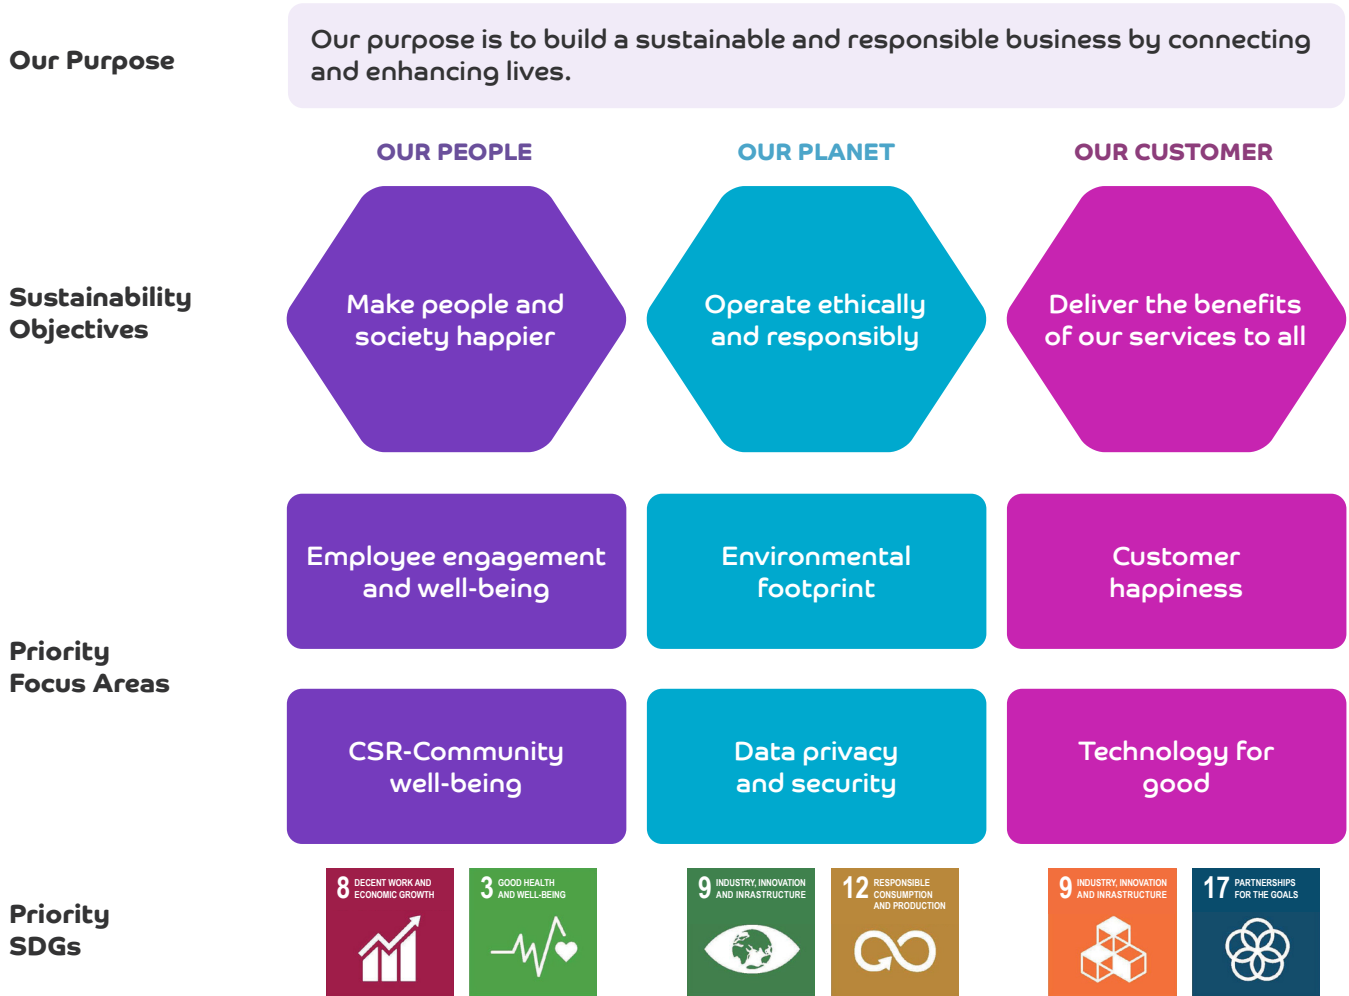 Our Purpose
Our purpose is to build a sustainable and responsible business by connecting
and enhancing lives.
OUR PEOPLE
OUR PLANET
OUR CUSTOMER
Sustainability
Objectives
Make people and
society happier
Operate ethically
and responsibly
Deliver the benefits
of our services to all
Priority
Focus Areas
Employee engagement
and well-being
Environmental
footprint
Customer
happiness
CSR-Community
well-being
Data privacy
and security
Technology for
good
Priority
SDGs
8 DECENT WORK AND
ECONOMIC GROWTH
3 GOOD HEALTH
AND WELL-BEING
9 INDUSTRY, INNOVATION
AND INRASTRUCTURE
12 RESPONSIBLE
CONSUMPTION
AND PRODUCTION
9 INDUSTRY, INNOVATION
AND INRASTRUCTURE
17 PARTNERSHIPS
FOR THE GOALS